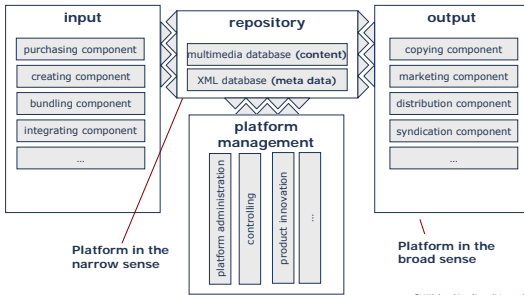 input
purchasing component
creating component
bundling component
integrating component
...
repository
multimedia database (content)
XML database (meta data)
platform
management
platform administration
controlling
product innovation
...
output
copying component
marketing component
distribution component
syndication component
...
Platform in the
narrow sense
Platform in the
broad sense